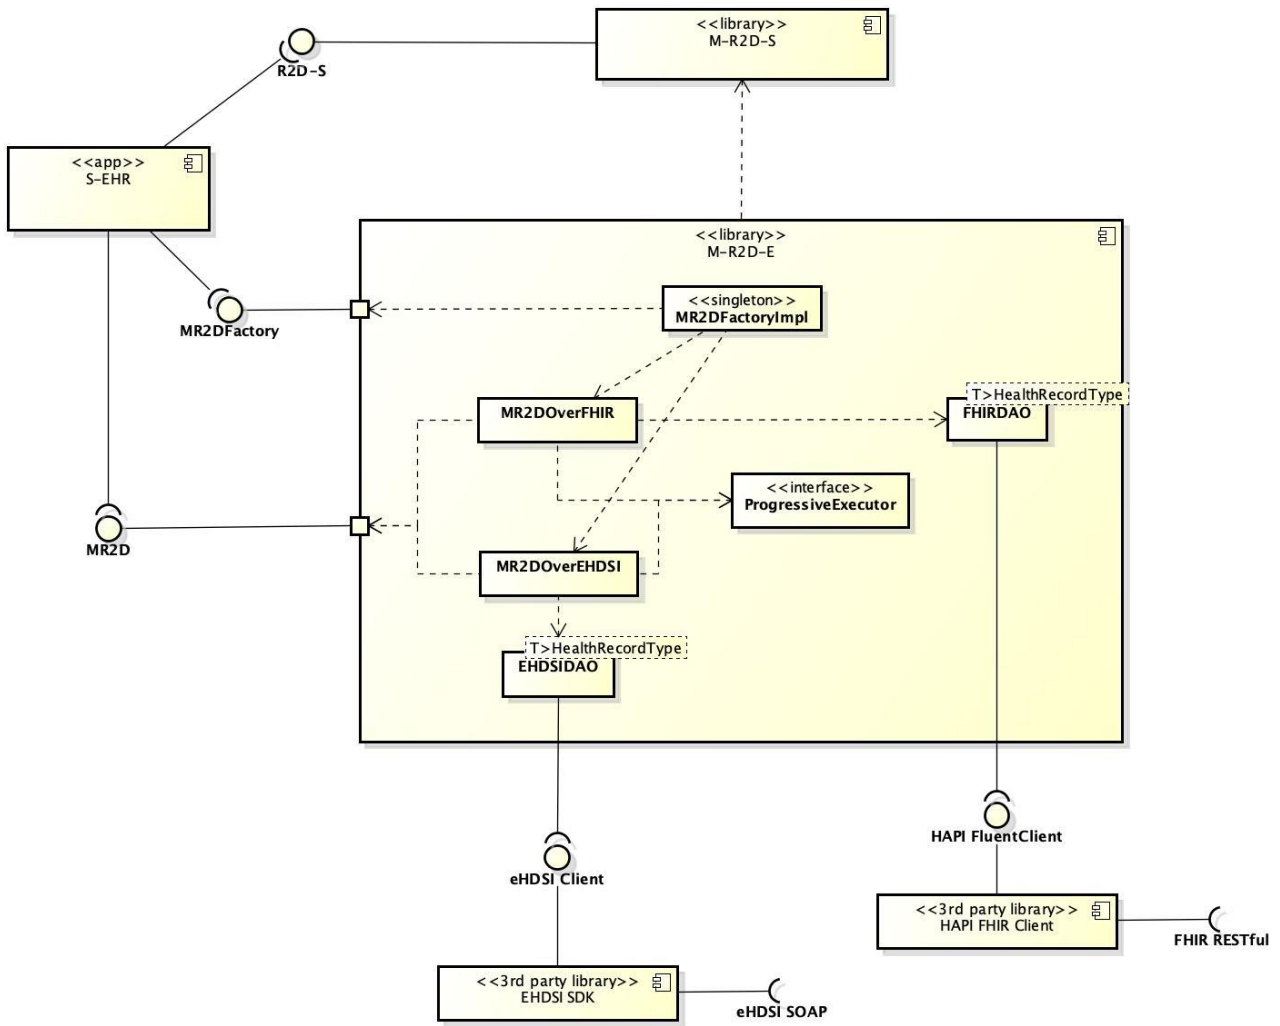 <<library>>
M-R2D-S
R2D-S
<<app>>
S-EHR
<<library>>
M-R2D-E
<<singleton>>
MR2DFactoryImpl
MR2DFactory
T>HealthRecordType
MR2DOverFHIR
FHIRDAO
<<interface>>
ProgressiveExecutor
MR2D
MR2DOverEHDSI
T>HealthRecordType
EHDSIDAO
HAPI FluentClient
eHDSI Client
<<3rd party library>>
HAPI FHIR Client
FHIR RESTful
<<3rd party library>>
EHDSI SDK
eHDSI SOAP